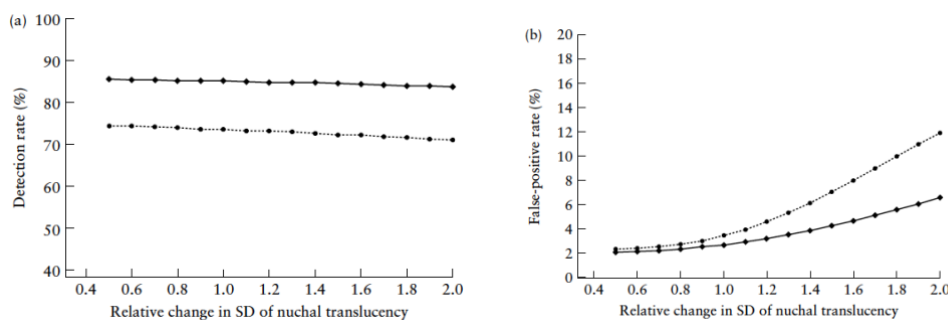 (a)
100
90
80
70
60
50
40
Detection rate (%)
0.4 0.6 0.8 1.0 1.2 1.4 1.6 1.8 2.0
Relative change in SD of nuchal translucency
(b)
20
18
16
14
12
10
8
6
4
2
0
False-positive rate (%)
0.4 0.6 0.8 1.0 1.2 1.4 1.6 1.8 2.0
Relative change in SD of nuchal translucency